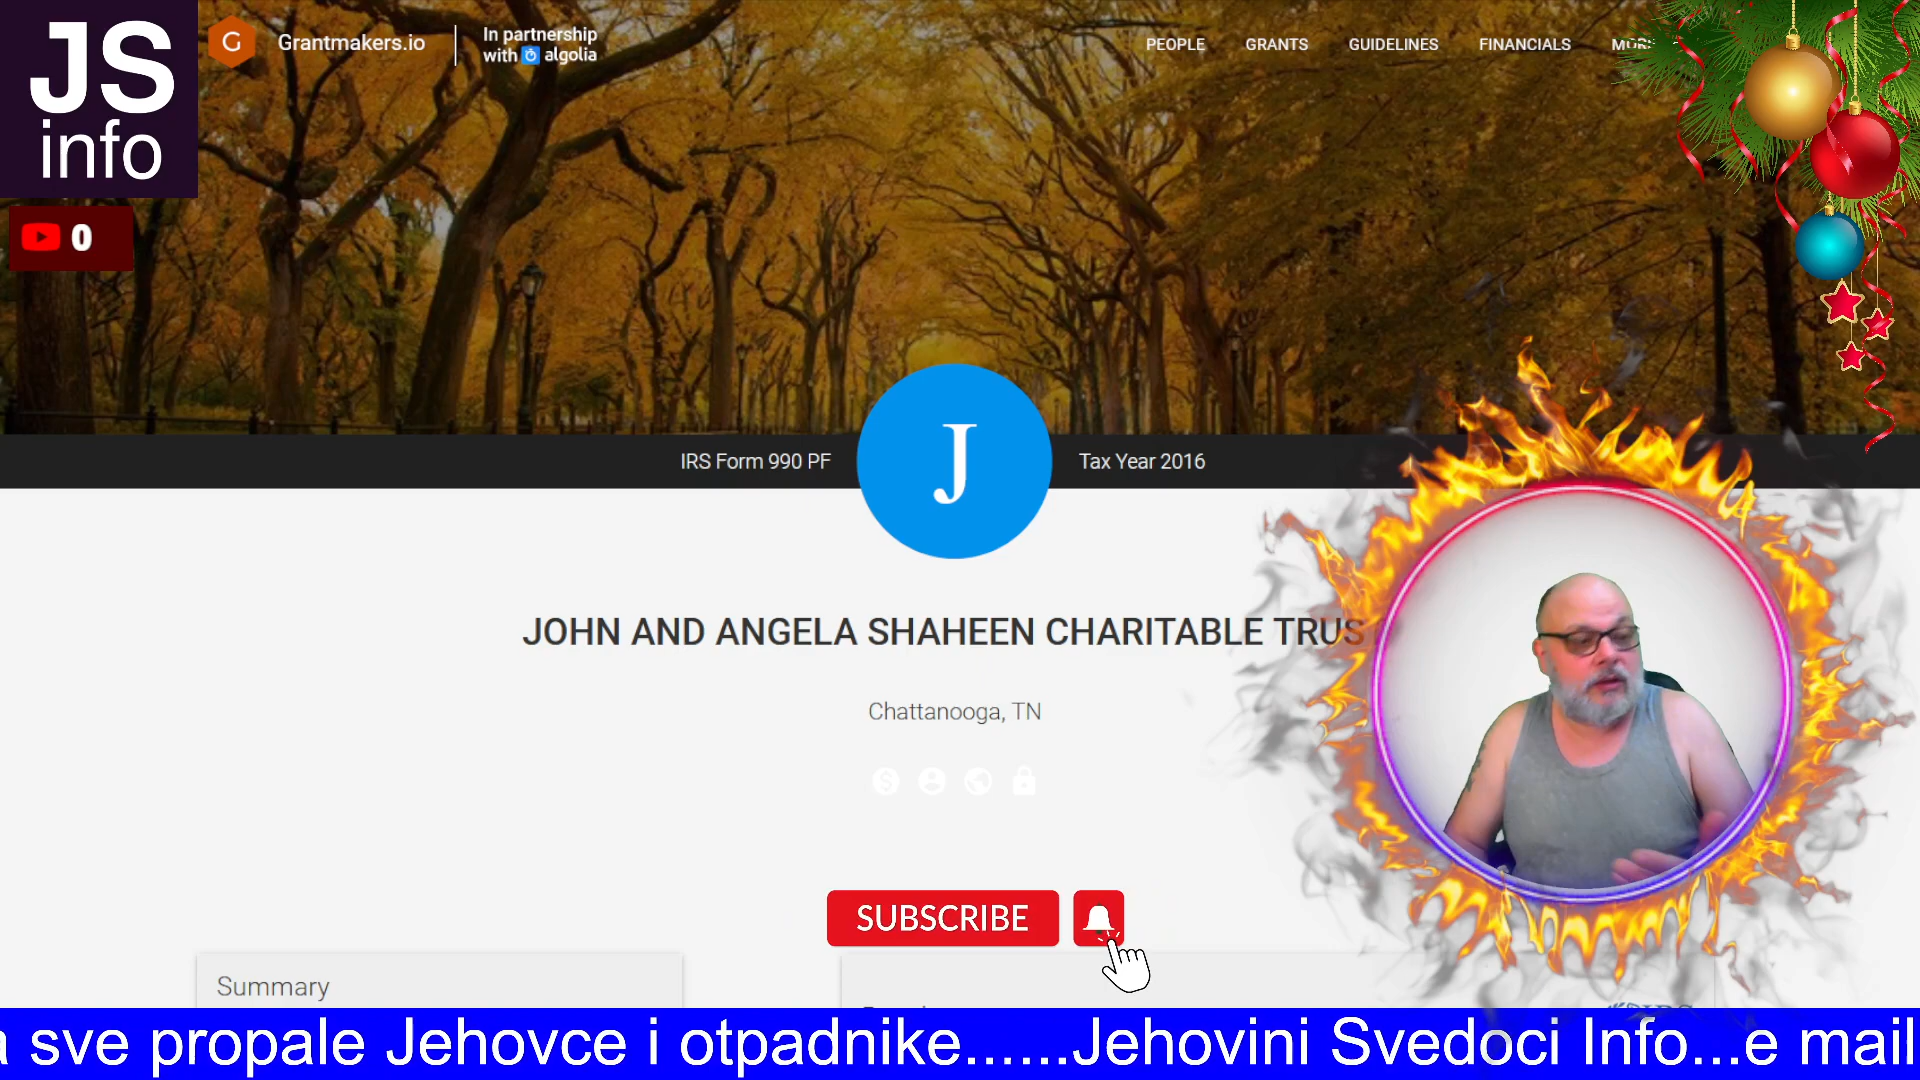 JS
info
0
G
Grantmakers.io
In partnership
with algolia
PEOPLE
GRANTS
GUIDELINES
FINANCIALS
IRS Form 990 PF
J
Tax Year 2016
JOHN AND ANGELA SHAHEEN CHARITABLE TRUS
Chattanooga, TN
SUBSCRIBE
Summary
a sve propale Jehovce i otpadnike......Jehovini Svedoci Info...e mail